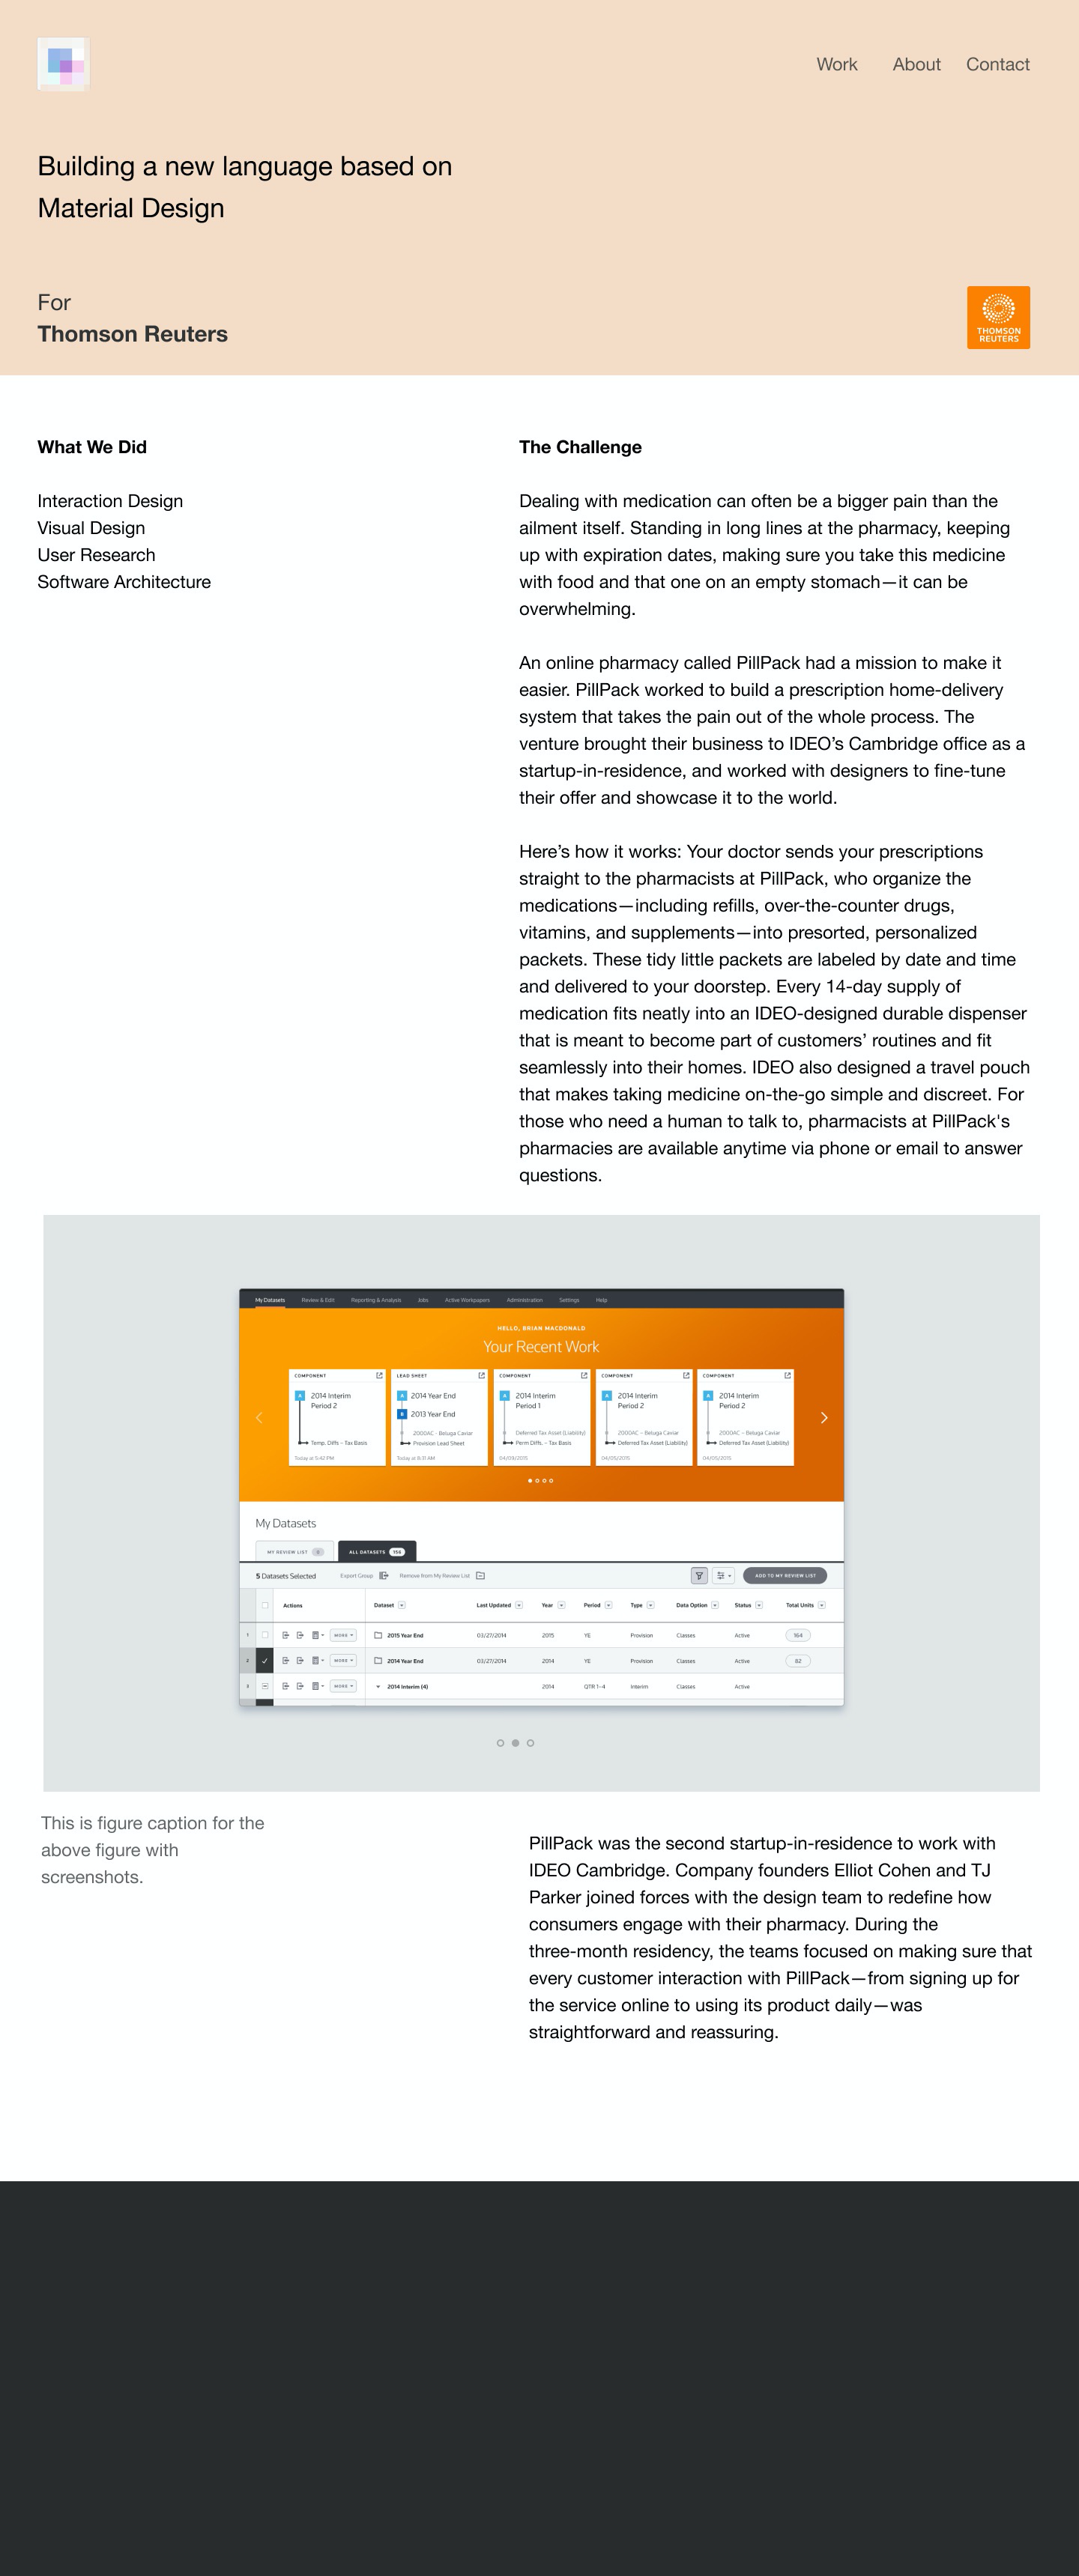 Work About Contact
Building a new language based on
Material Design
For
Thomson Reuters
THOMSON
REUTERS
What We Did
Interaction Design
Visual Design
User Research
Software Architecture
The Challenge
Dealing with medication can often be a bigger pain than the
ailment itself. Standing in long lines at the pharmacy, keeping
up with expiration dates, making sure you take this medicine
with food and that one on an empty stomach—it can be
overwhelming.
An online pharmacy called PillPack had a mission to make it
easier. PillPack worked to build a prescription home-delivery
system that takes the pain out of the whole process. The
venture brought their business to IDEO’s Cambridge office as a
startup-in-residence, and worked with designers to fine-tune
their offer and showcase it to the world.
Here’s how it works: Your doctor sends your prescriptions
straight to the pharmacists at PillPack, who organize the
medications—including refills, over-the-counter drugs,
vitamins, and supplements—into presorted, personalized
packets. These tidy little packets are labeled by date and time
and delivered to your doorstep. Every 14-day supply of
medication fits neatly into an IDEO-designed durable dispenser
that is meant to become part of customers’ routines and fit
seamlessly into their homes. IDEO also designed a travel pouch
that makes taking medicine on-the-go simple and discreet. For
those who need a human to talk to, pharmacists at PillPack's
pharmacies are available anytime via phone or email to answer
questions.
My Datasets Review & Edit Reporting & Analysis Jobs Active Workpapers Administration Settings Help
HELLO, BRIAN MACDONALD
Your Recent Work
COMPONENT
A 2014 Interim
Period 2
Temp. Diffs – Tax Basis
Today at 5:42 PM
LEAD SHEET
A 2014 Year End
B 2013 Year End
2000AC - Beluga Caviar
Provision Lead Sheet
Today at 8:31 AM
COMPONENT
A 2014 Interim
Period 1
Deferred Tax Asset (Liability)
Perm Diffs. – Tax Basis
04/09/2015
COMPONENT
A 2014 Interim
Period 2
2000AC – Beluga Caviar
Deferred Tax Asset (Liability)
04/05/2015
COMPONENT
A 2014 Interim
Period 2
2000AC – Beluga Caviar
Deferred Tax Asset (Liability)
04/05/2015
My Datasets
MY REVIEW LIST 0 ALL DATASETS 156
5 Datasets Selected Export Group Remove from My Review List ADD TO MY REVIEW LIST
Actions Dataset Last Updated Year Period Type Data Option Status Total Units
1 MORE 2015 Year End 03/27/2014 2015 YE Provision Classes Active 164
2 MORE 2014 Year End 03/27/2014 2014 YE Provision Classes Active 82
3 MORE 2014 Interim (4) 2014 QTR 1–4 Interim Classes Active
This is figure caption for the
above figure with
screenshots.
PillPack was the second startup-in-residence to work with
IDEO Cambridge. Company founders Elliot Cohen and TJ
Parker joined forces with the design team to redefine how
consumers engage with their pharmacy. During the
three-month residency, the teams focused on making sure that
every customer interaction with PillPack—from signing up for
the service online to using its product daily—was
straightforward and reassuring.